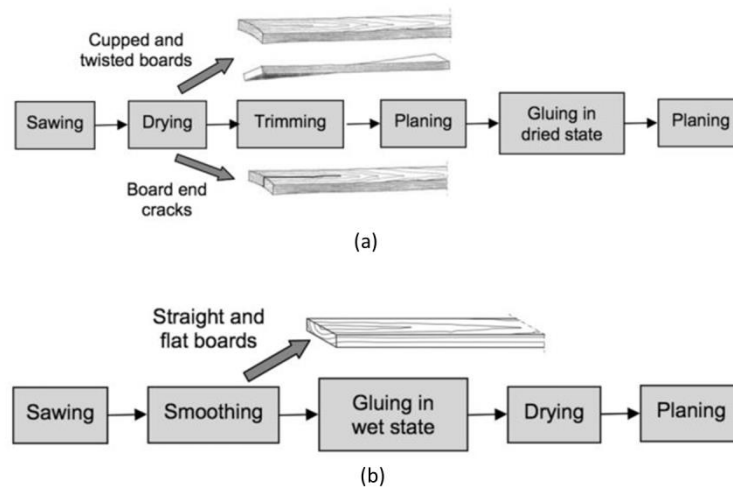 Cupped and
twisted boards
Sawing
Drying
Trimming
Planing
Gluing in
dried state
Planing
Board end
cracks
(a)
Straight and
flat boards
Sawing
Smoothing
Gluing in
wet state
Drying
Planing
(b)